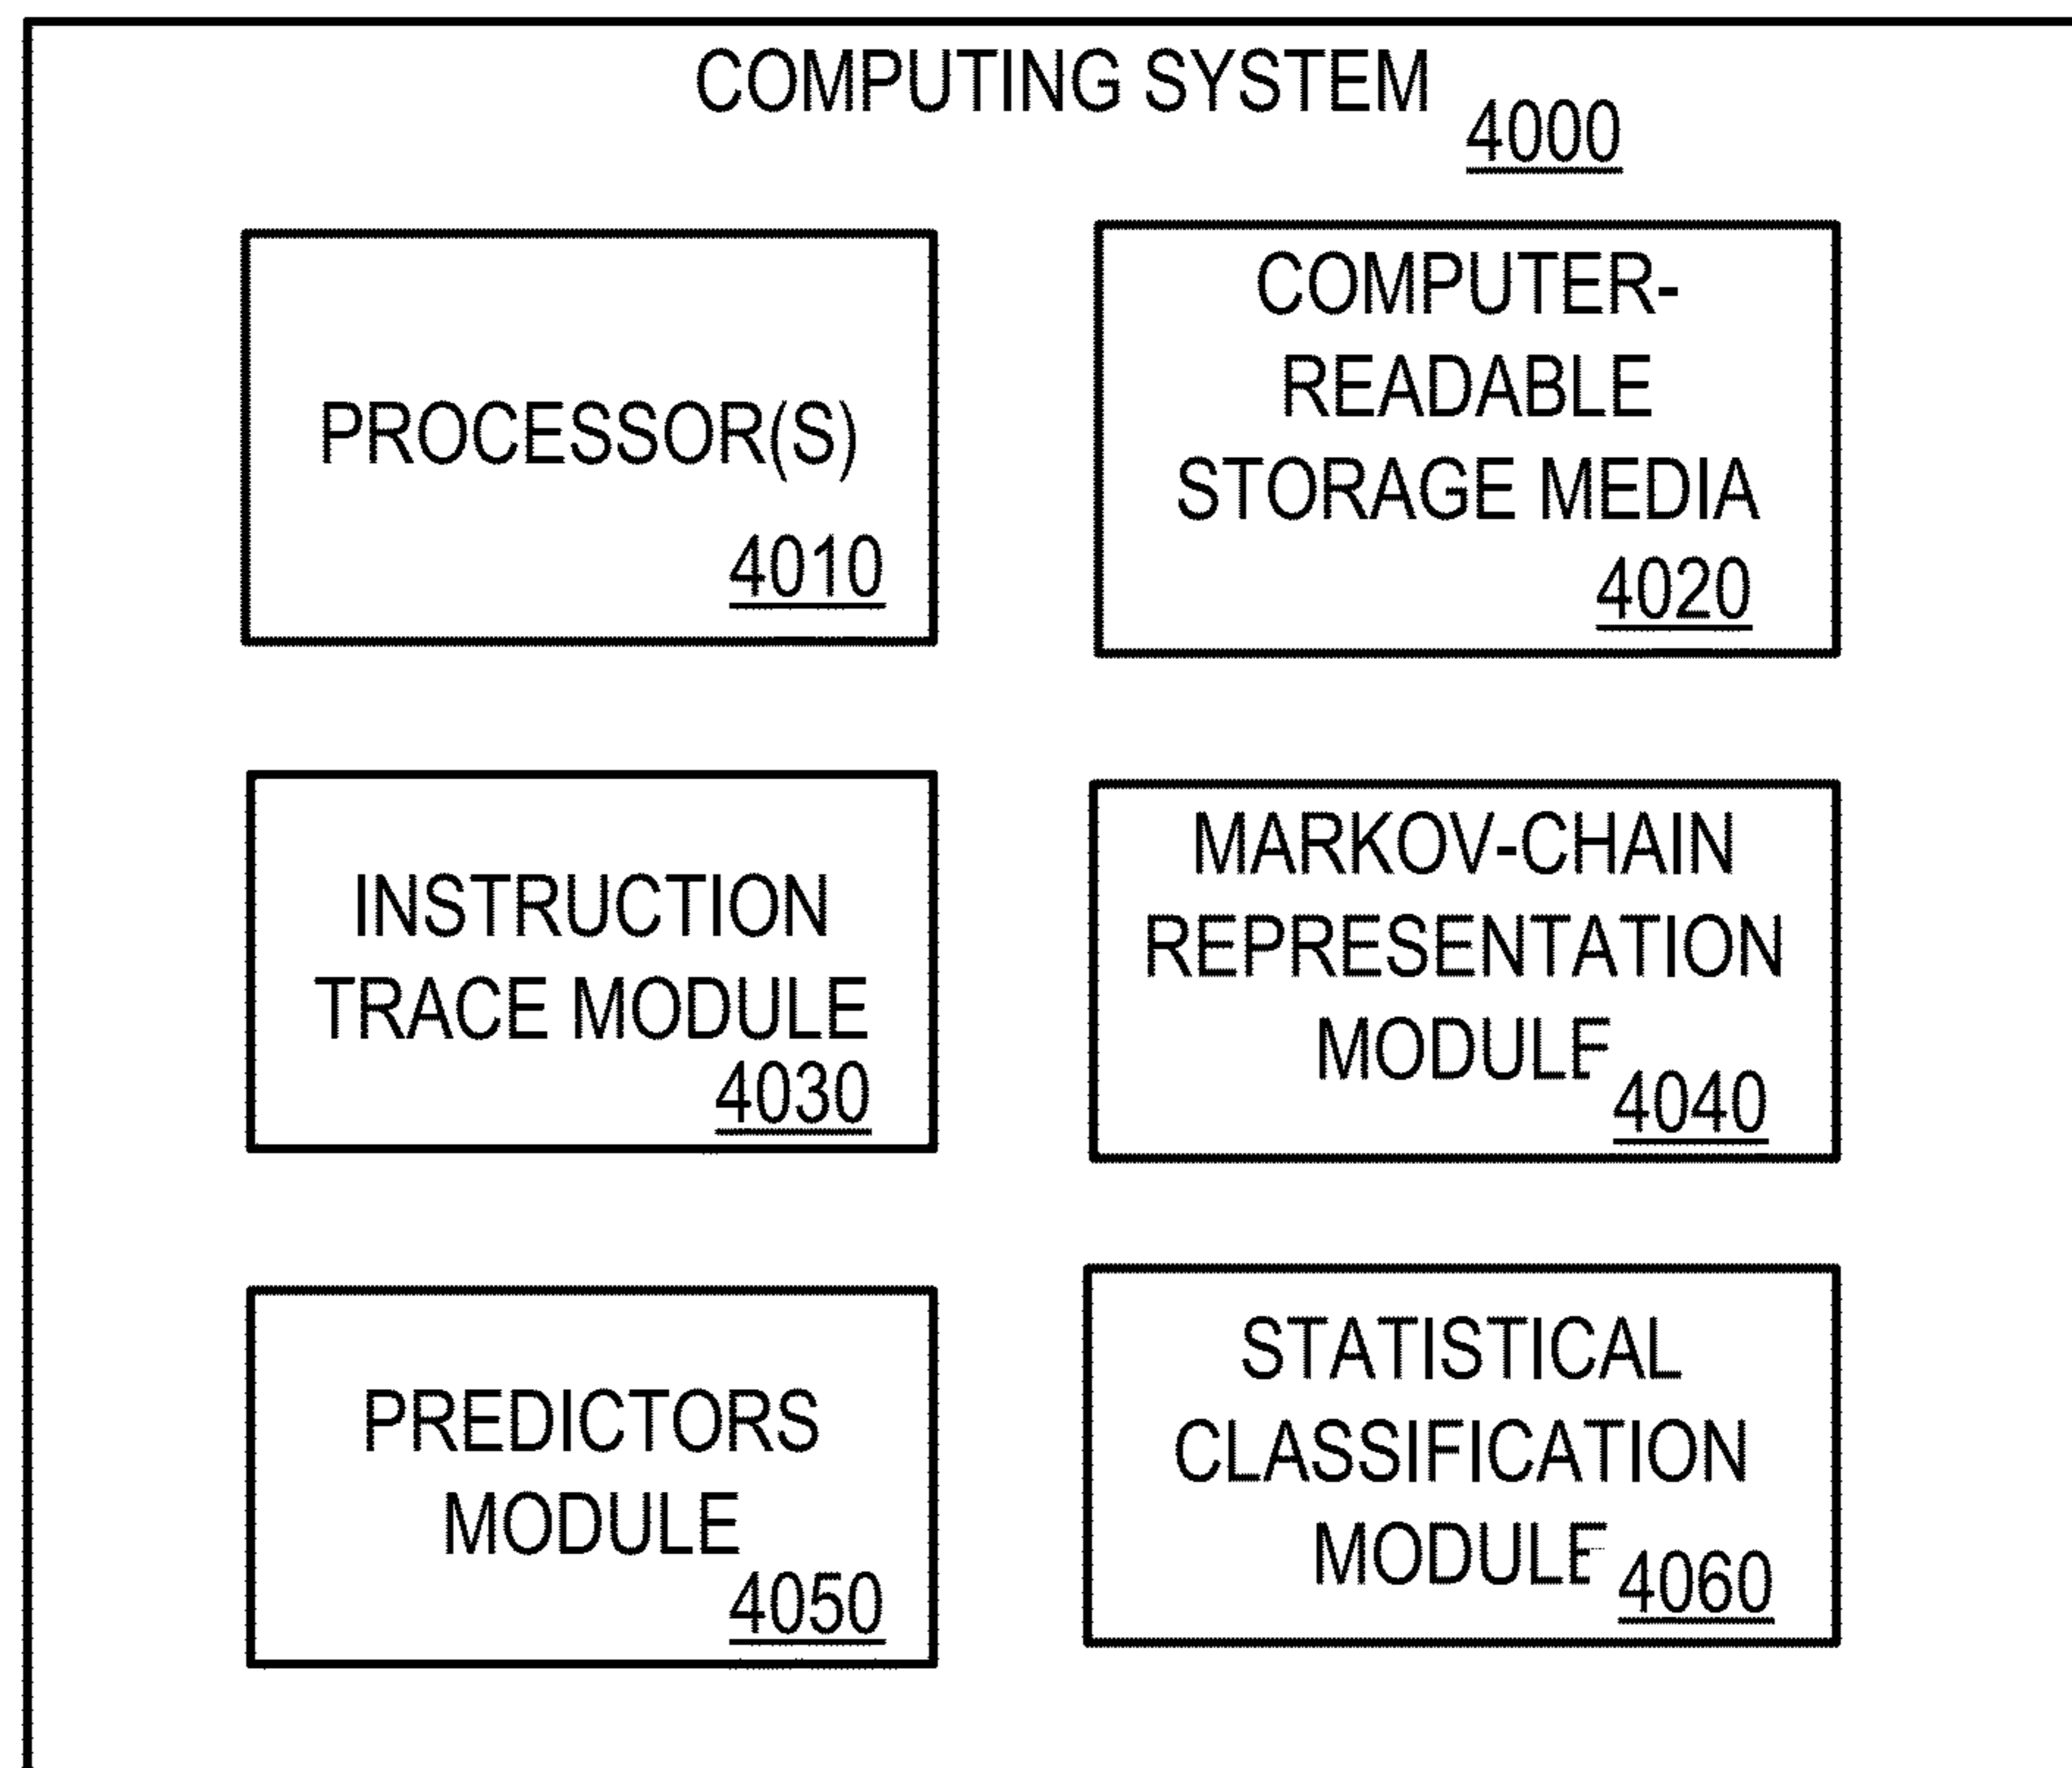 COMPUTING SYSTEM 4000
PROCESSOR(S)
4010
COMPUTER-
READABLE
STORAGE MEDIA
4020
INSTRUCTION
TRACE MODULE
4030
MARKOV-CHAIN
REPRESENTATION
MODULE
4040
PREDICTORS
MODULE
4050
STATISTICAL
CLASSIFICATION
MODULE
4060